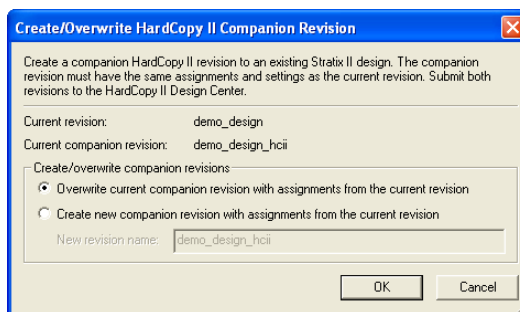 Create/Overwrite HardCopy II Companion Revision
Create a companion HardCopy II revision to an existing Stratix II design. The companion
revision must have the same assignments and settings as the current revision. Submit both
revisions to the HardCopy II Design Center.
Current revision: demo_design
Current companion revision: demo_design_hcii
Create/overwrite companion revisions
Overwrite current companion revision with assignments from the current revision
Create new companion revision with assignments from the current revision
New revision name: demo_design_hcii
OK Cancel